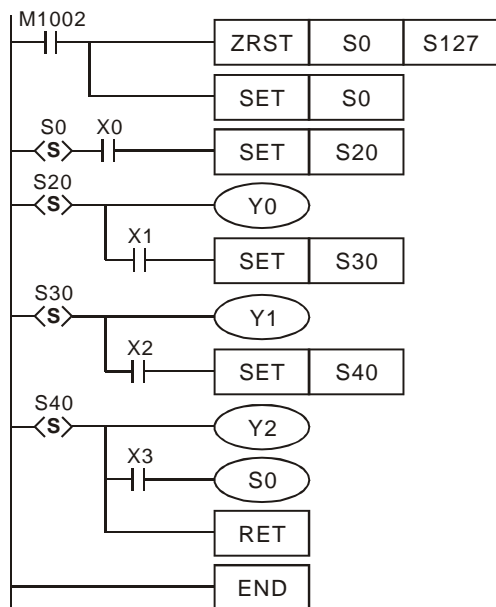 M1002
ZRST S0 S127
SET S0
S0 X0
S SET S20
S20
S Y0
X1
SET S30
S30
S Y1
X2
SET S40
S40
S Y2
X3
S0
RET
END